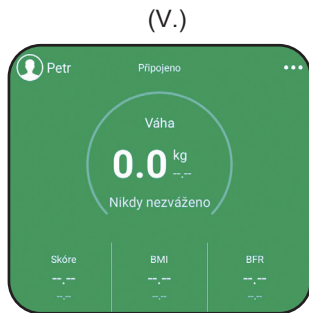 (V.)
Petr Připojeno •••
Váha
0.0 kg
--.--
Nikdy nezváženo
Skóre BMI BFR
--.-- --.-- --.--
--.-- --.-- --.--